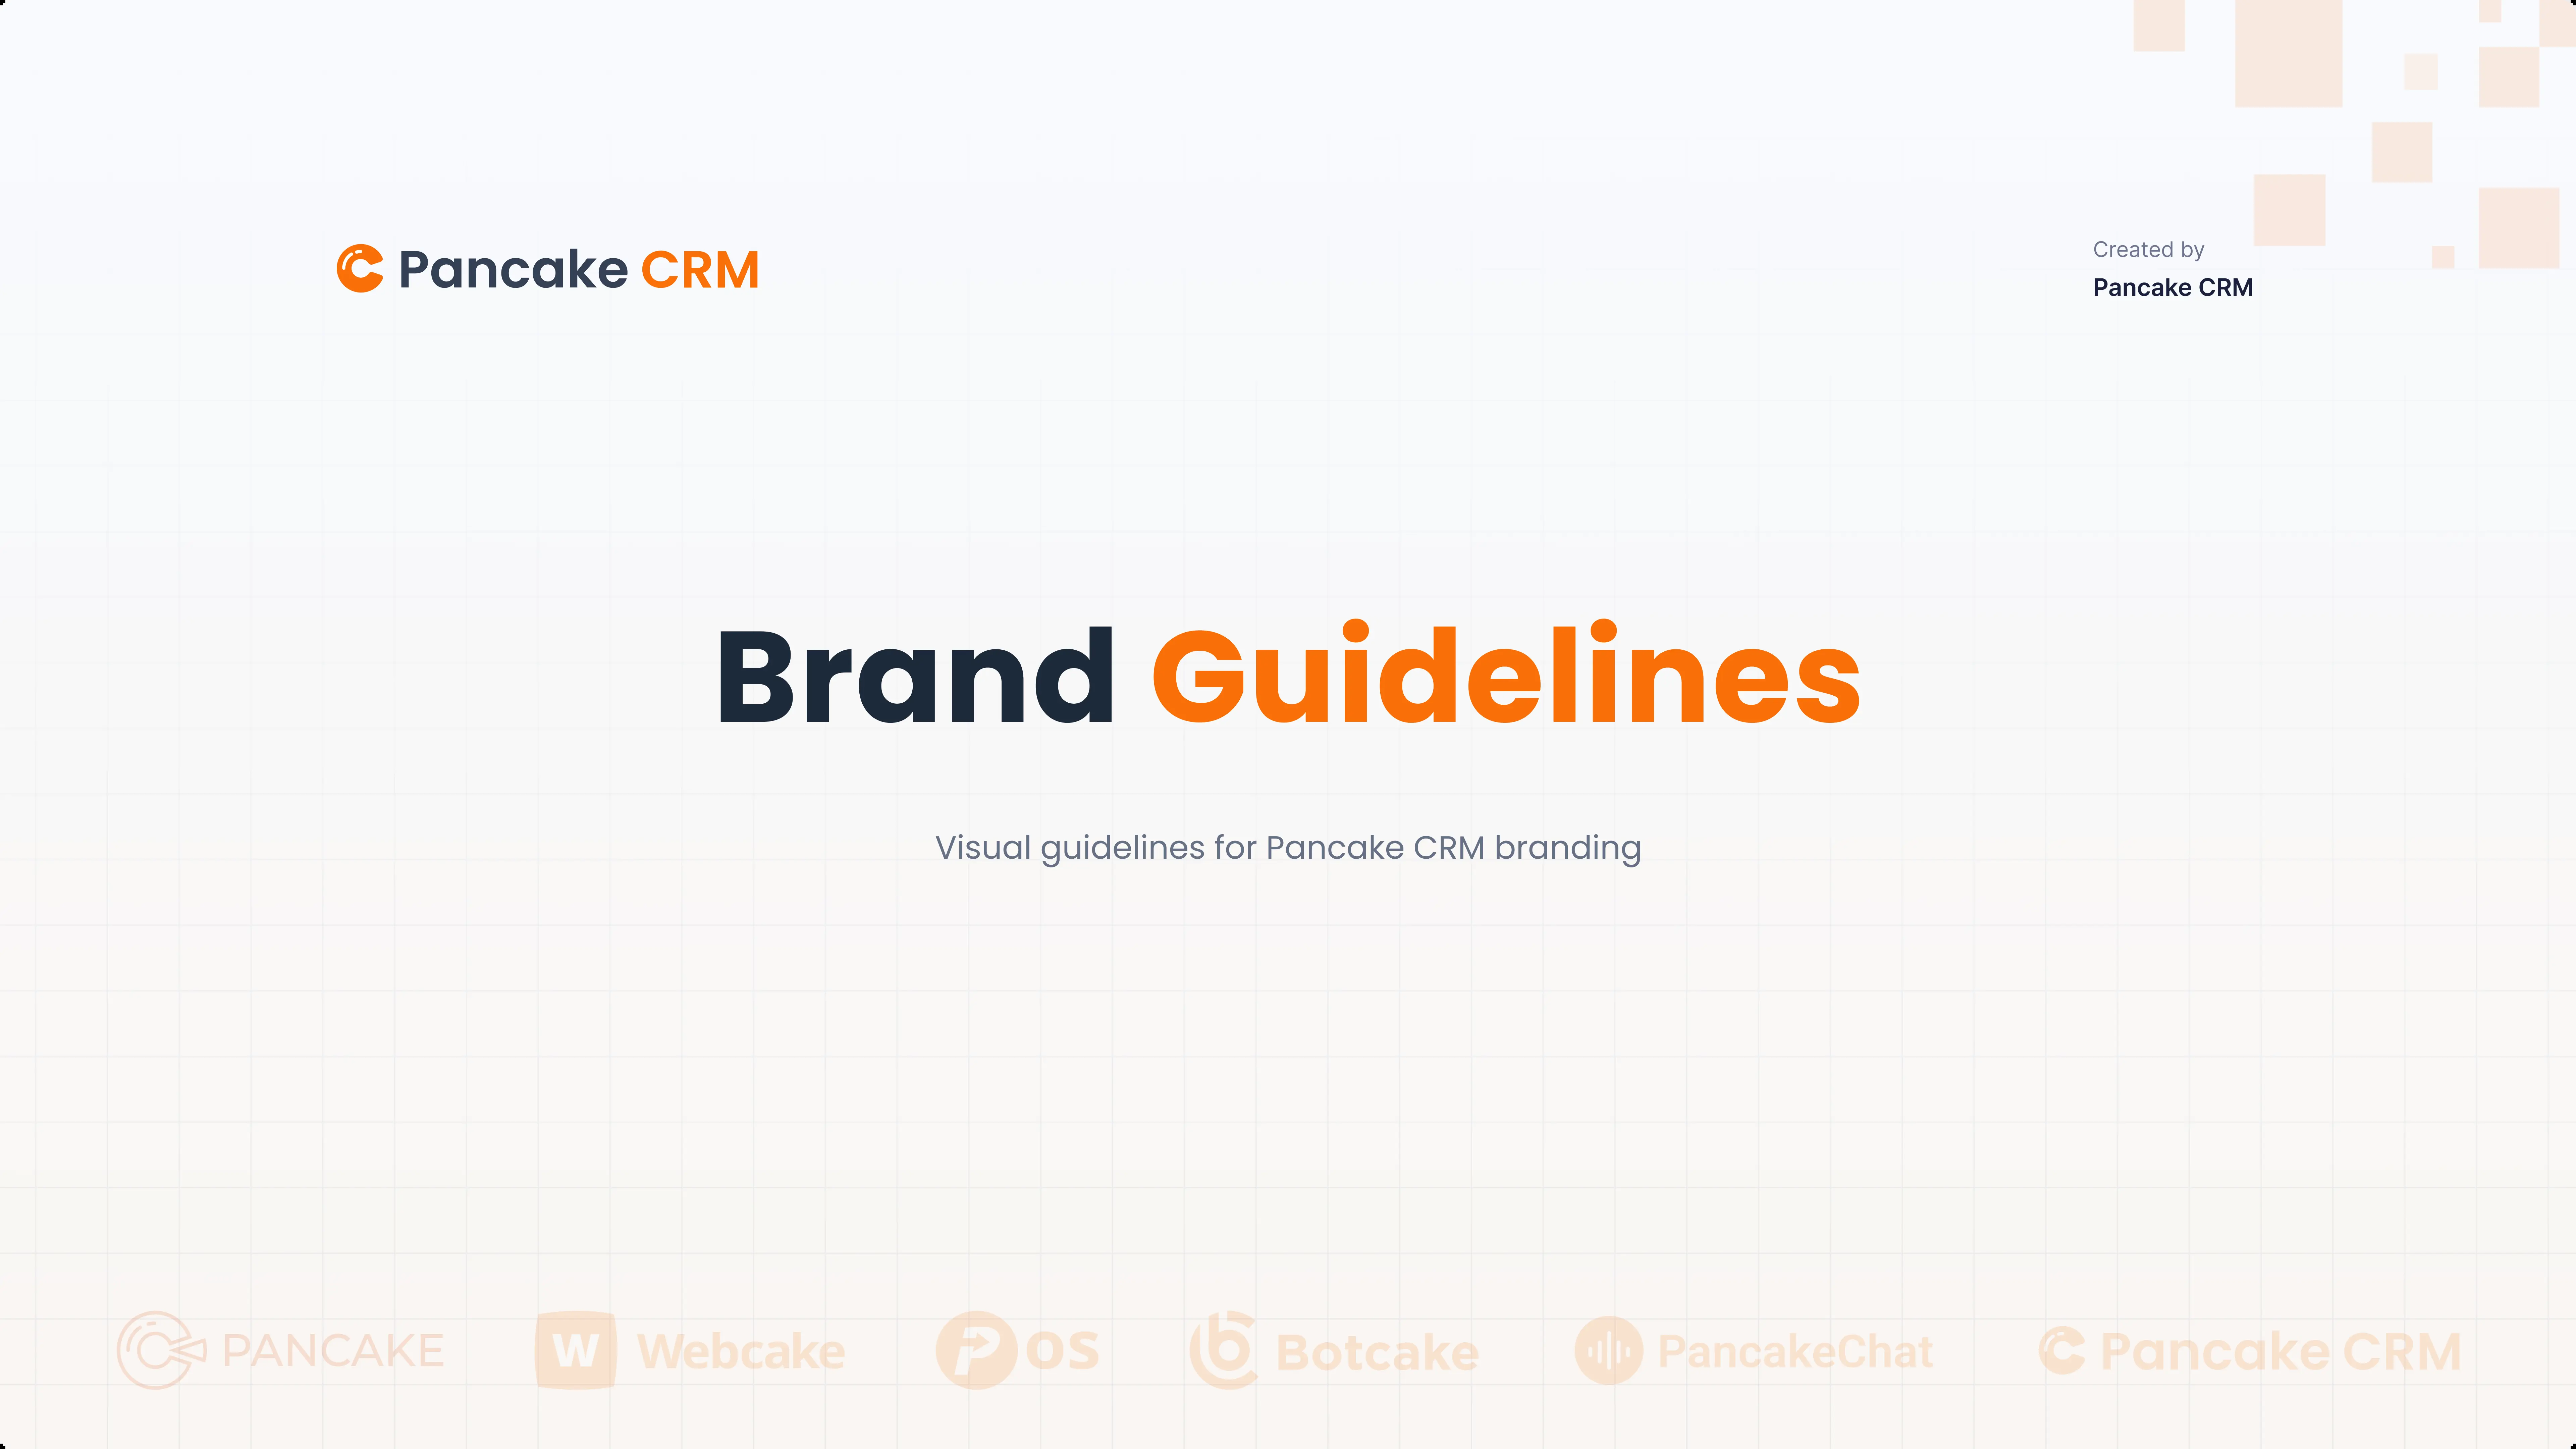 Pancake CRM
Created by
Pancake CRM
Brand Guidelines
Visual guidelines for Pancake CRM branding
PANCAKE
W Webcake
POS
Botcake
PancakeChat
Pancake CRM